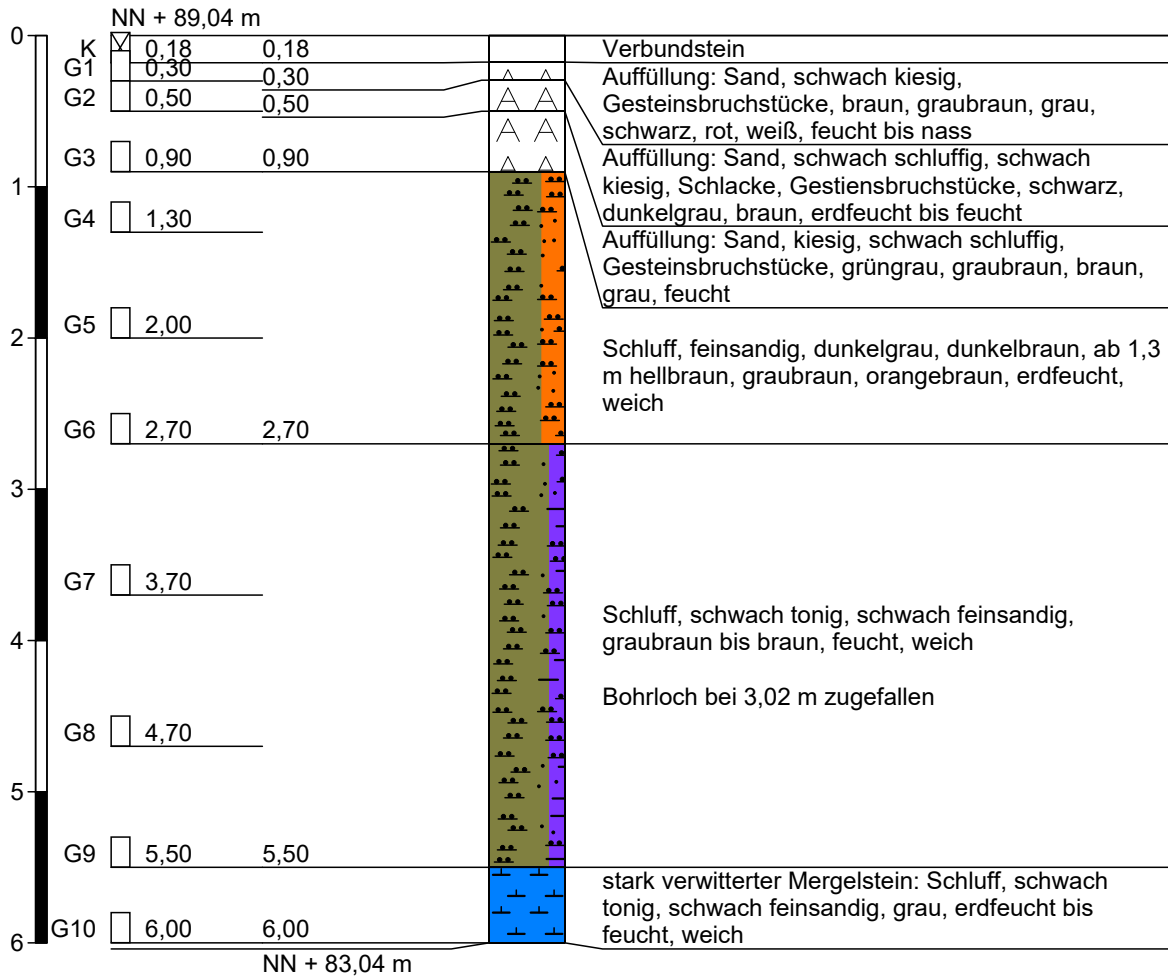 NN + 89,04 m
0
K 0,18 0,18
Verbundstein
G1 0,30 0,30
Auffüllung: Sand, schwach kiesig,
Gesteinsbruchstücke, braun, graubraun, grau,
schwarz, rot, weiß, feucht bis nass
G2 0,50 0,50
Auffüllung: Sand, schwach schluffig, schwach
kiesig, Schlacke, Gestiensbruchstücke, schwarz,
dunkelgrau, braun, erdfeucht bis feucht
G3 0,90 0,90
Auffüllung: Sand, kiesig, schwach schluffig,
Gesteinsbruchstücke, grüngrau, graubraun, braun,
grau, feucht
1
G4 1,30
G5 2,00
2
Schluff, feinsandig, dunkelgrau, dunkelbraun, ab 1,3
m hellbraun, graubraun, orangebraun, erdfeucht,
weich
G6 2,70 2,70
3
G7 3,70
Schluff, schwach tonig, schwach feinsandig,
graubraun bis braun, feucht, weich
4
Bohrloch bei 3,02 m zugefallen
G8 4,70
5
G9 5,50 5,50
stark verwitterter Mergelstein: Schluff, schwach
tonig, schwach feinsandig, grau, erdfeucht bis
feucht, weich
G10 6,00 6,00
6
NN + 83,04 m